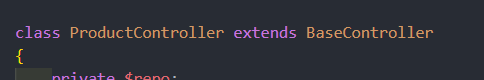 class ProductController extends BaseController
{
private $repo;